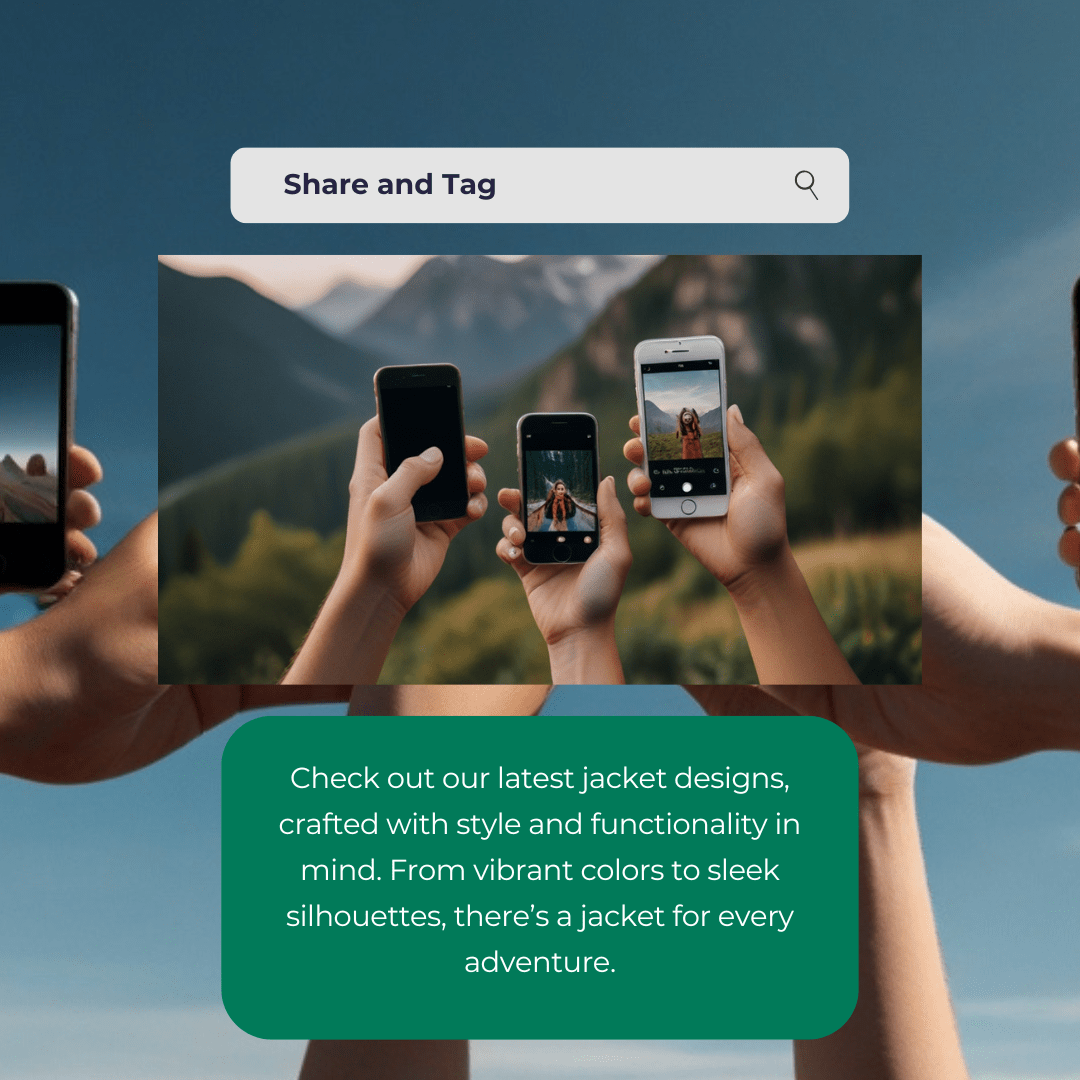 Share and Tag
Check out our latest jacket designs,
crafted with style and functionality in
mind. From vibrant colors to sleek
silhouettes, there’s a jacket for every
adventure.